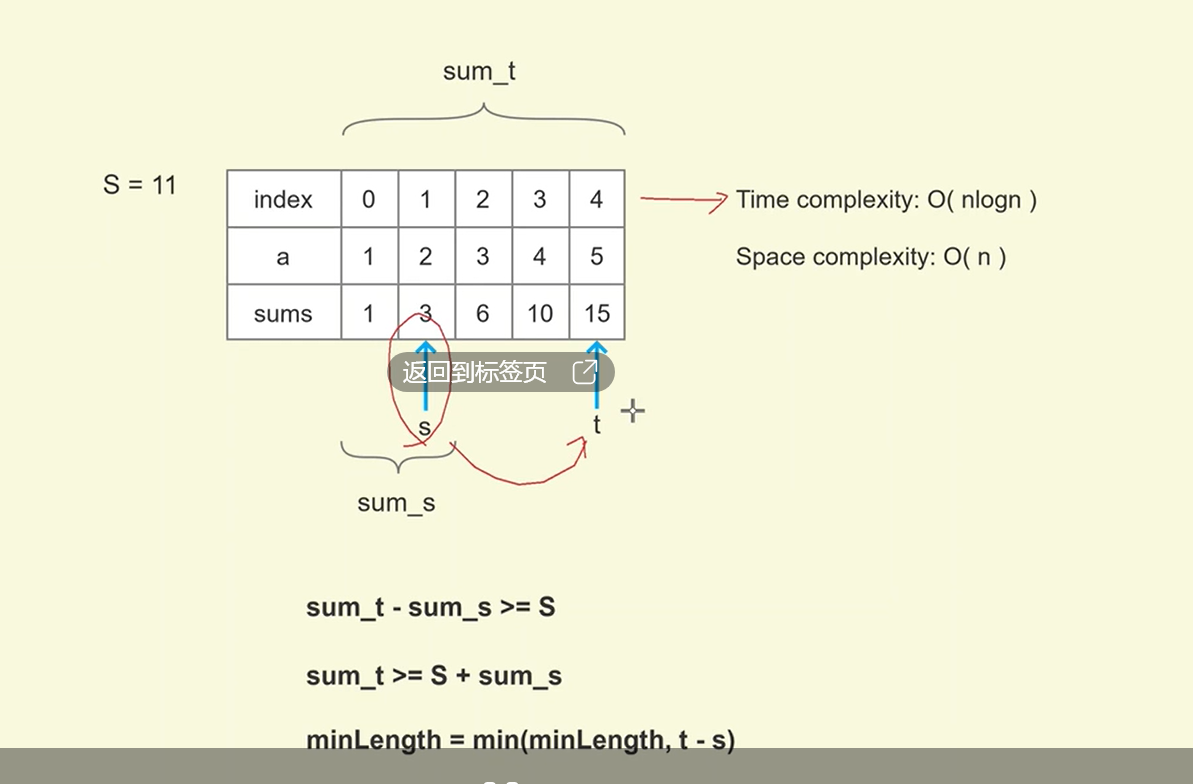 sum_t
S = 11
index 0 1 2 3 4
Time complexity: O( nlogn )
a 1 2 3 4 5
Space complexity: O( n )
sums 1 3 6 10 15
返回到标签页
s
t
sum_s
sum_t - sum_s >= S
sum_t >= S + sum_s
minLength = min(minLength, t - s)